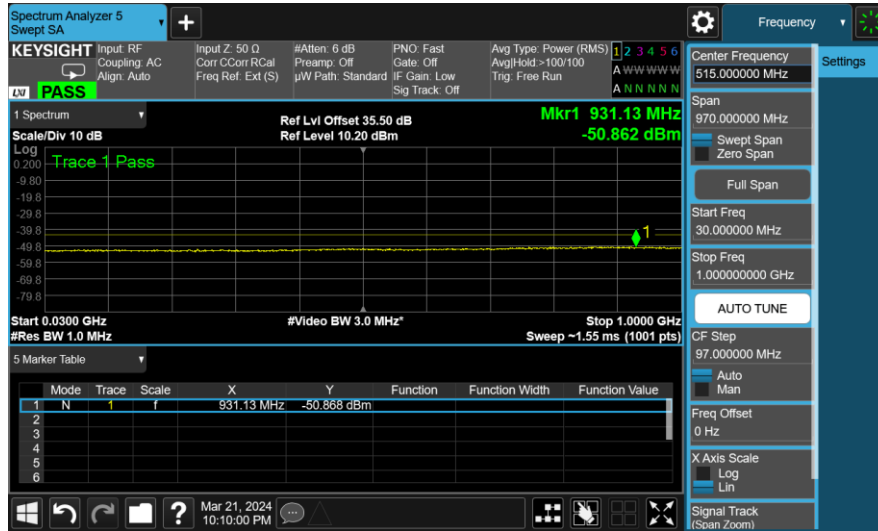 Spectrum Analyzer 5
Swept SA
+
Frequency
KEYSIGHT
Input: RF
Coupling: AC
Align: Auto
Input Z: 50 Ω
Corr CCorr RCal
Freq Ref: Ext (S)
#Atten: 6 dB
Preamp: Off
µW Path: Standard
PNO: Fast
Gate: Off
IF Gain: Low
Sig Track: Off
Avg Type: Power (RMS)
Avg|Hold:>100/100
Trig: Free Run
1 2 3 4 5 6
A W W W W W
A N N N N N
LXI PASS
1 Spectrum
Scale/Div 10 dB
Ref Lvl Offset 35.50 dB
Ref Level 10.20 dBm
Mkr1 931.13 MHz
-50.862 dBm
Log
Trace 1 Pass
0.200
-9.80
-19.8
-29.8
-39.8
-49.8
-59.8
-69.8
-79.8
1
Start 0.0300 GHz
#Res BW 1.0 MHz
#Video BW 3.0 MHz*
Stop 1.0000 GHz
Sweep ~1.55 ms (1001 pts)
5 Marker Table
Mode Trace Scale X Y Function Function Width Function Value
1 N 1 f 931.13 MHz -50.868 dBm
2
3
4
5
6
Mar 21, 2024
10:10:00 PM
?
Center Frequency
515.000000 MHz
Span
970.000000 MHz
Swept Span
Zero Span
Full Span
Start Freq
30.000000 MHz
Stop Freq
1.000000000 GHz
AUTO TUNE
CF Step
97.000000 MHz
Auto
Man
Freq Offset
0 Hz
X Axis Scale
Log
Lin
Signal Track
(Span Zoom)
Settings